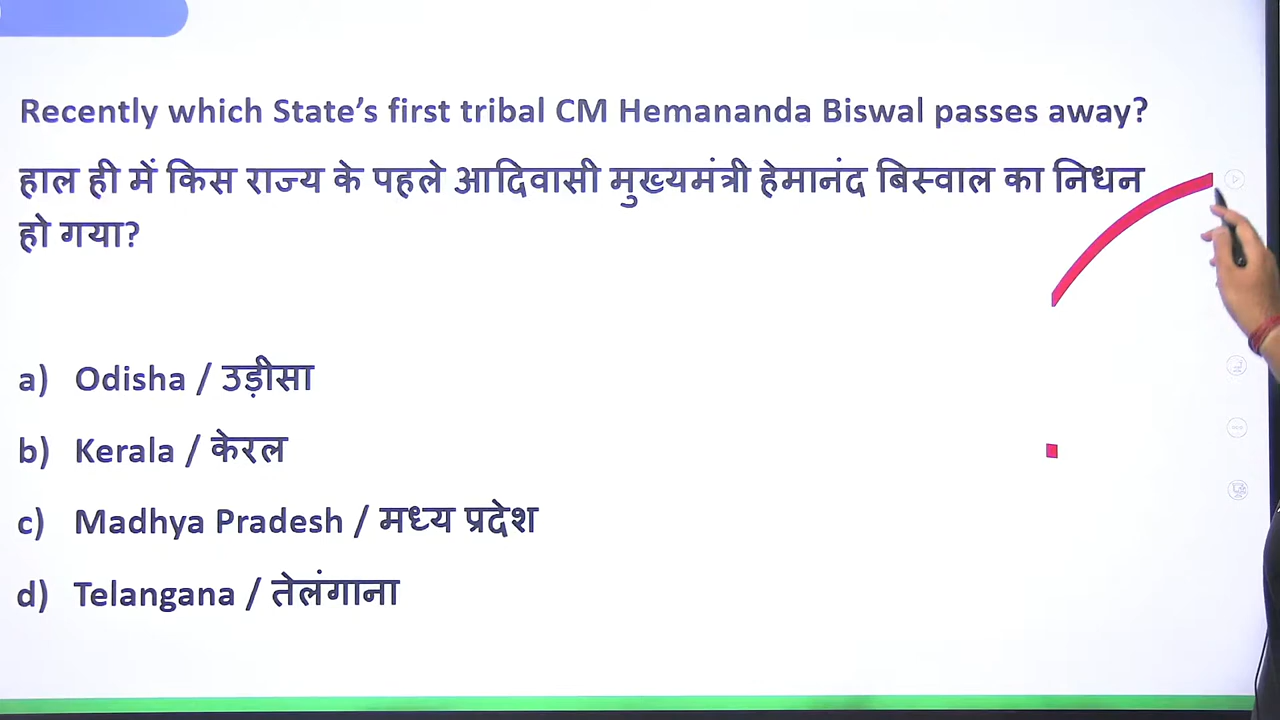 Recently which State's first tribal CM Hemananda Biswal passes away?
हाल ही में किस राज्य के पहले आदिवासी मुख्यमंत्री हेमानंद बिस्वाल का निधन
हो गया?
a) Odisha / उड़ीसा
b) Kerala / केरल
c) Madhya Pradesh / मध्य प्रदेश
d) Telangana / तेलंगाना